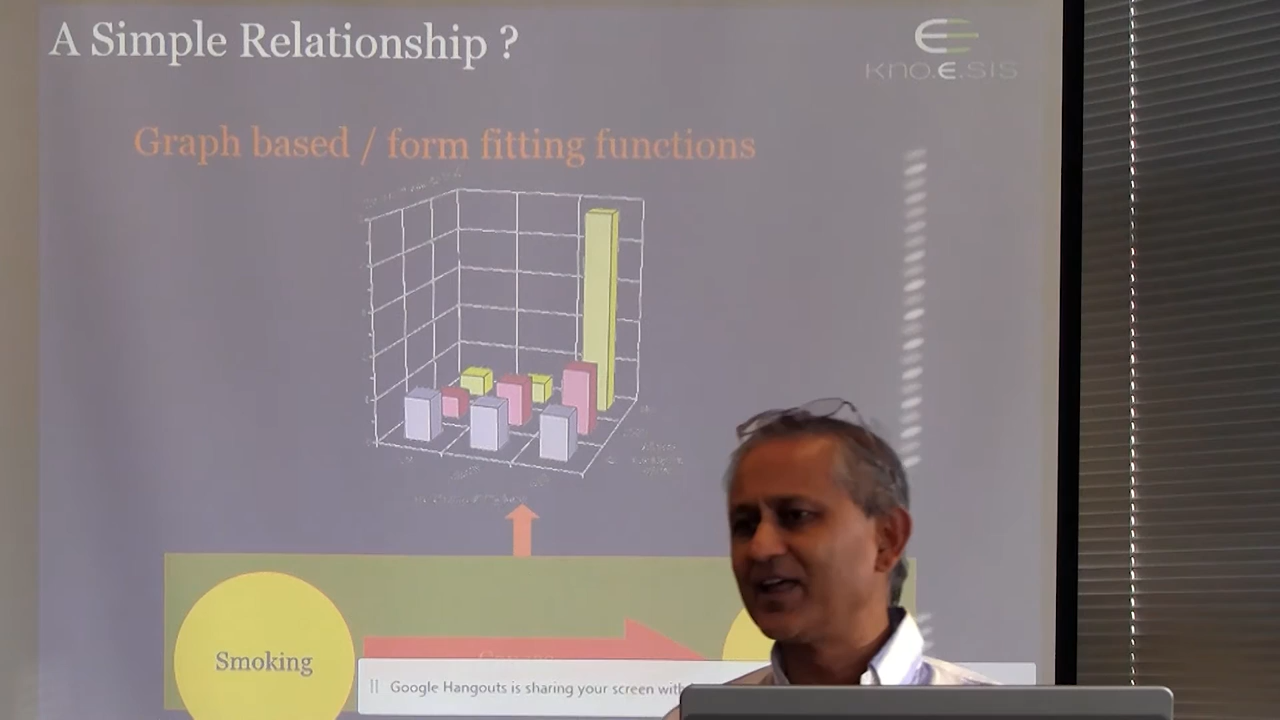 A Simple Relationship ?
kno.e.sis
Graph based / form fitting functions
Smoking
Google Hangouts is sharing your screen with